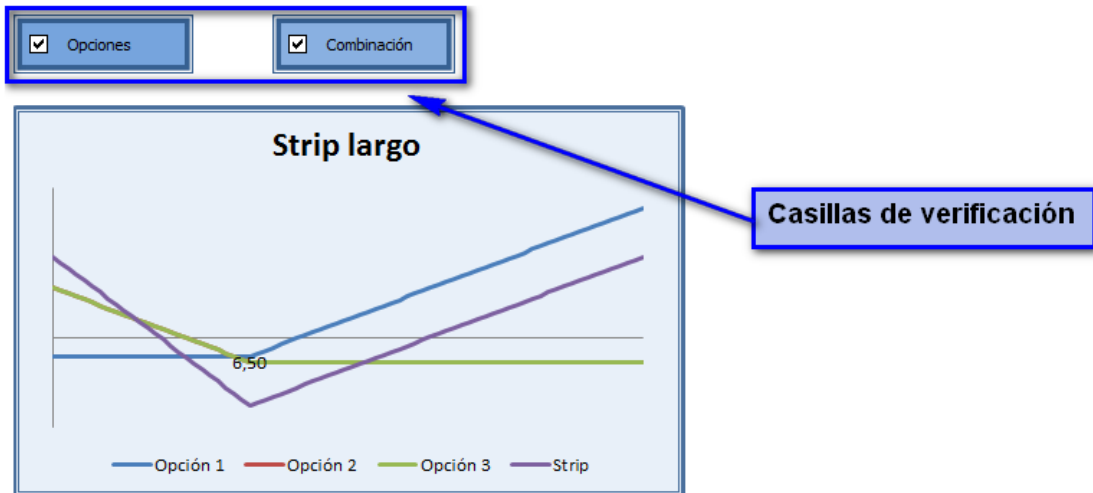 Opciones
Combinación
Strip largo
Casillas de verificación
6,50
Opción 1
Opción 2
Opción 3
Strip